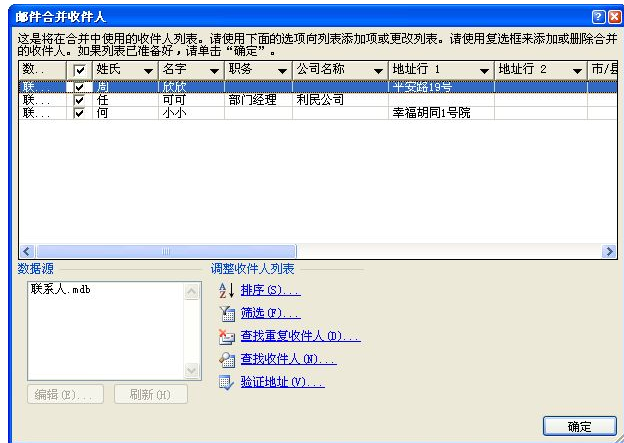 邮件合并收件人
这是将在合并中使用的收件人列表。请使用下面的选项向列表添加项或更改列表。请使用复选框来添加或删除合并
的收件人。如果列表已准备好，请单击“确定”。
数.. 姓氏 名字 职务 公司名称 地址行 1 地址行 2 市/县
联... 周 欣欣 平安路19号
联... 任 可可 部门经理 利民公司
联... 何 小小 幸福胡同1号院
数据源
联系人.mdb
编辑(E)... 刷新(H)
调整收件人列表
排序(S)...
筛选(F)...
查找重复收件人(D)...
查找收件人(N)...
验证地址(V)...
确定